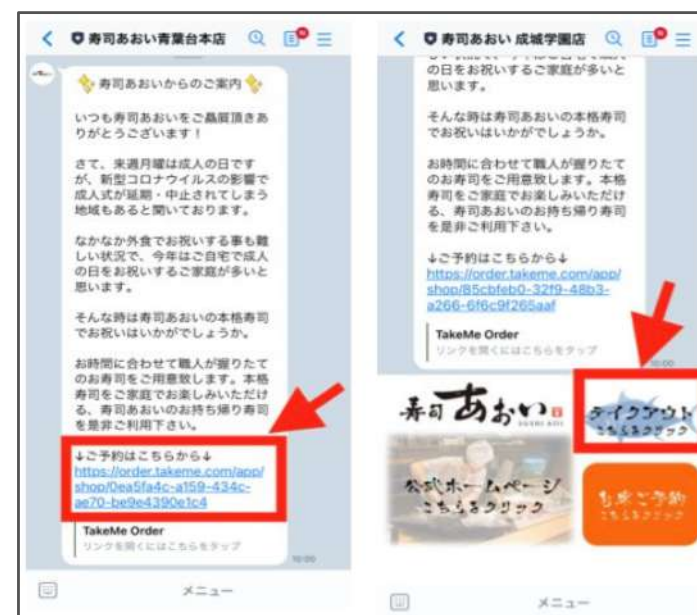 寿司あおい青葉台本店
寿司あおいからのご案内
いつも寿司あおいをご贔屓頂きあ
りがとうございます！
さて、来週月曜は成人の日です
が、新型コロナウイルスの影響で
成人式が延期・中止されてしまう
地域もあると聞いております。
なかなか外食でお祝いする事も難
しい状況で、今年はご自宅で成人
の日をお祝いするご家庭が多いと
思います。
そんな時は寿司あおいの本格寿司
でお祝いはいかがでしょうか。
お時間に合わせて職人が握りたて
のお寿司をご用意致します。本格
寿司をご家庭でお楽しみいただけ
る、寿司あおいのお持ち帰り寿司
を是非ご利用下さい。
↓ご予約はこちらから↓
https://order.takeme.com/app/
shop/0ea5fa4c-a159-434c-
ae70-be9e4390e1c4
TakeMe Order
リンクを開くにはこちらをタップ
10:00
メニュー
寿司あおい 成城学園店
の日をお祝いするご家庭が多いと
思います。
そんな時は寿司あおいの本格寿司
でお祝いはいかがでしょうか。
お時間に合わせて職人が握りたて
のお寿司をご用意致します。本格
寿司をご家庭でお楽しみいただけ
る、寿司あおいのお持ち帰り寿司
を是非ご利用下さい。
↓ご予約はこちらから↓
https://order.takeme.com/app/
shop/85cbfeb0-32f9-48b3-
a266-6f6c9f265aaf
TakeMe Order
リンクを開くにはこちらをタップ
10:00
寿司 あおい
SUSHI AOI
テイクアウト
こちらをクリック
公式ホームページ
こちらをクリック
こちらをクリック
メニュー